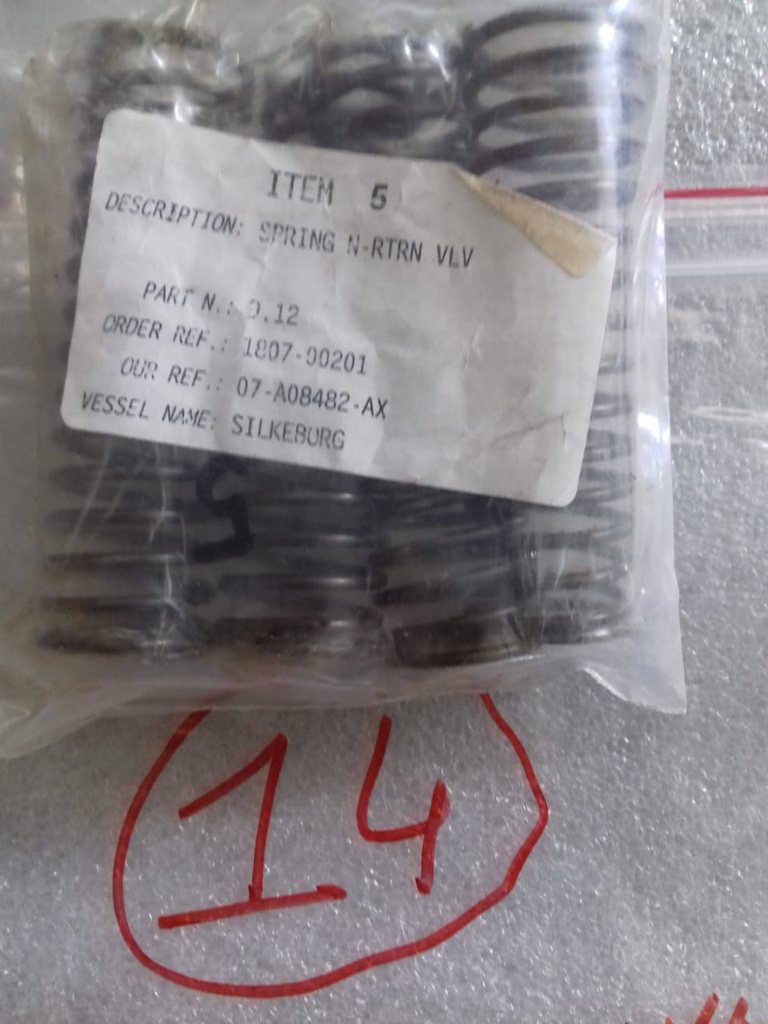 ITEM 5
DESCRIPTION: SPRING N-RTRN VLV
PART N.: 0.12
ORDER REF.: 1807-00201
OUR REF.: 07-A08482-AX
VESSEL NAME: SILKEBORG
5
14